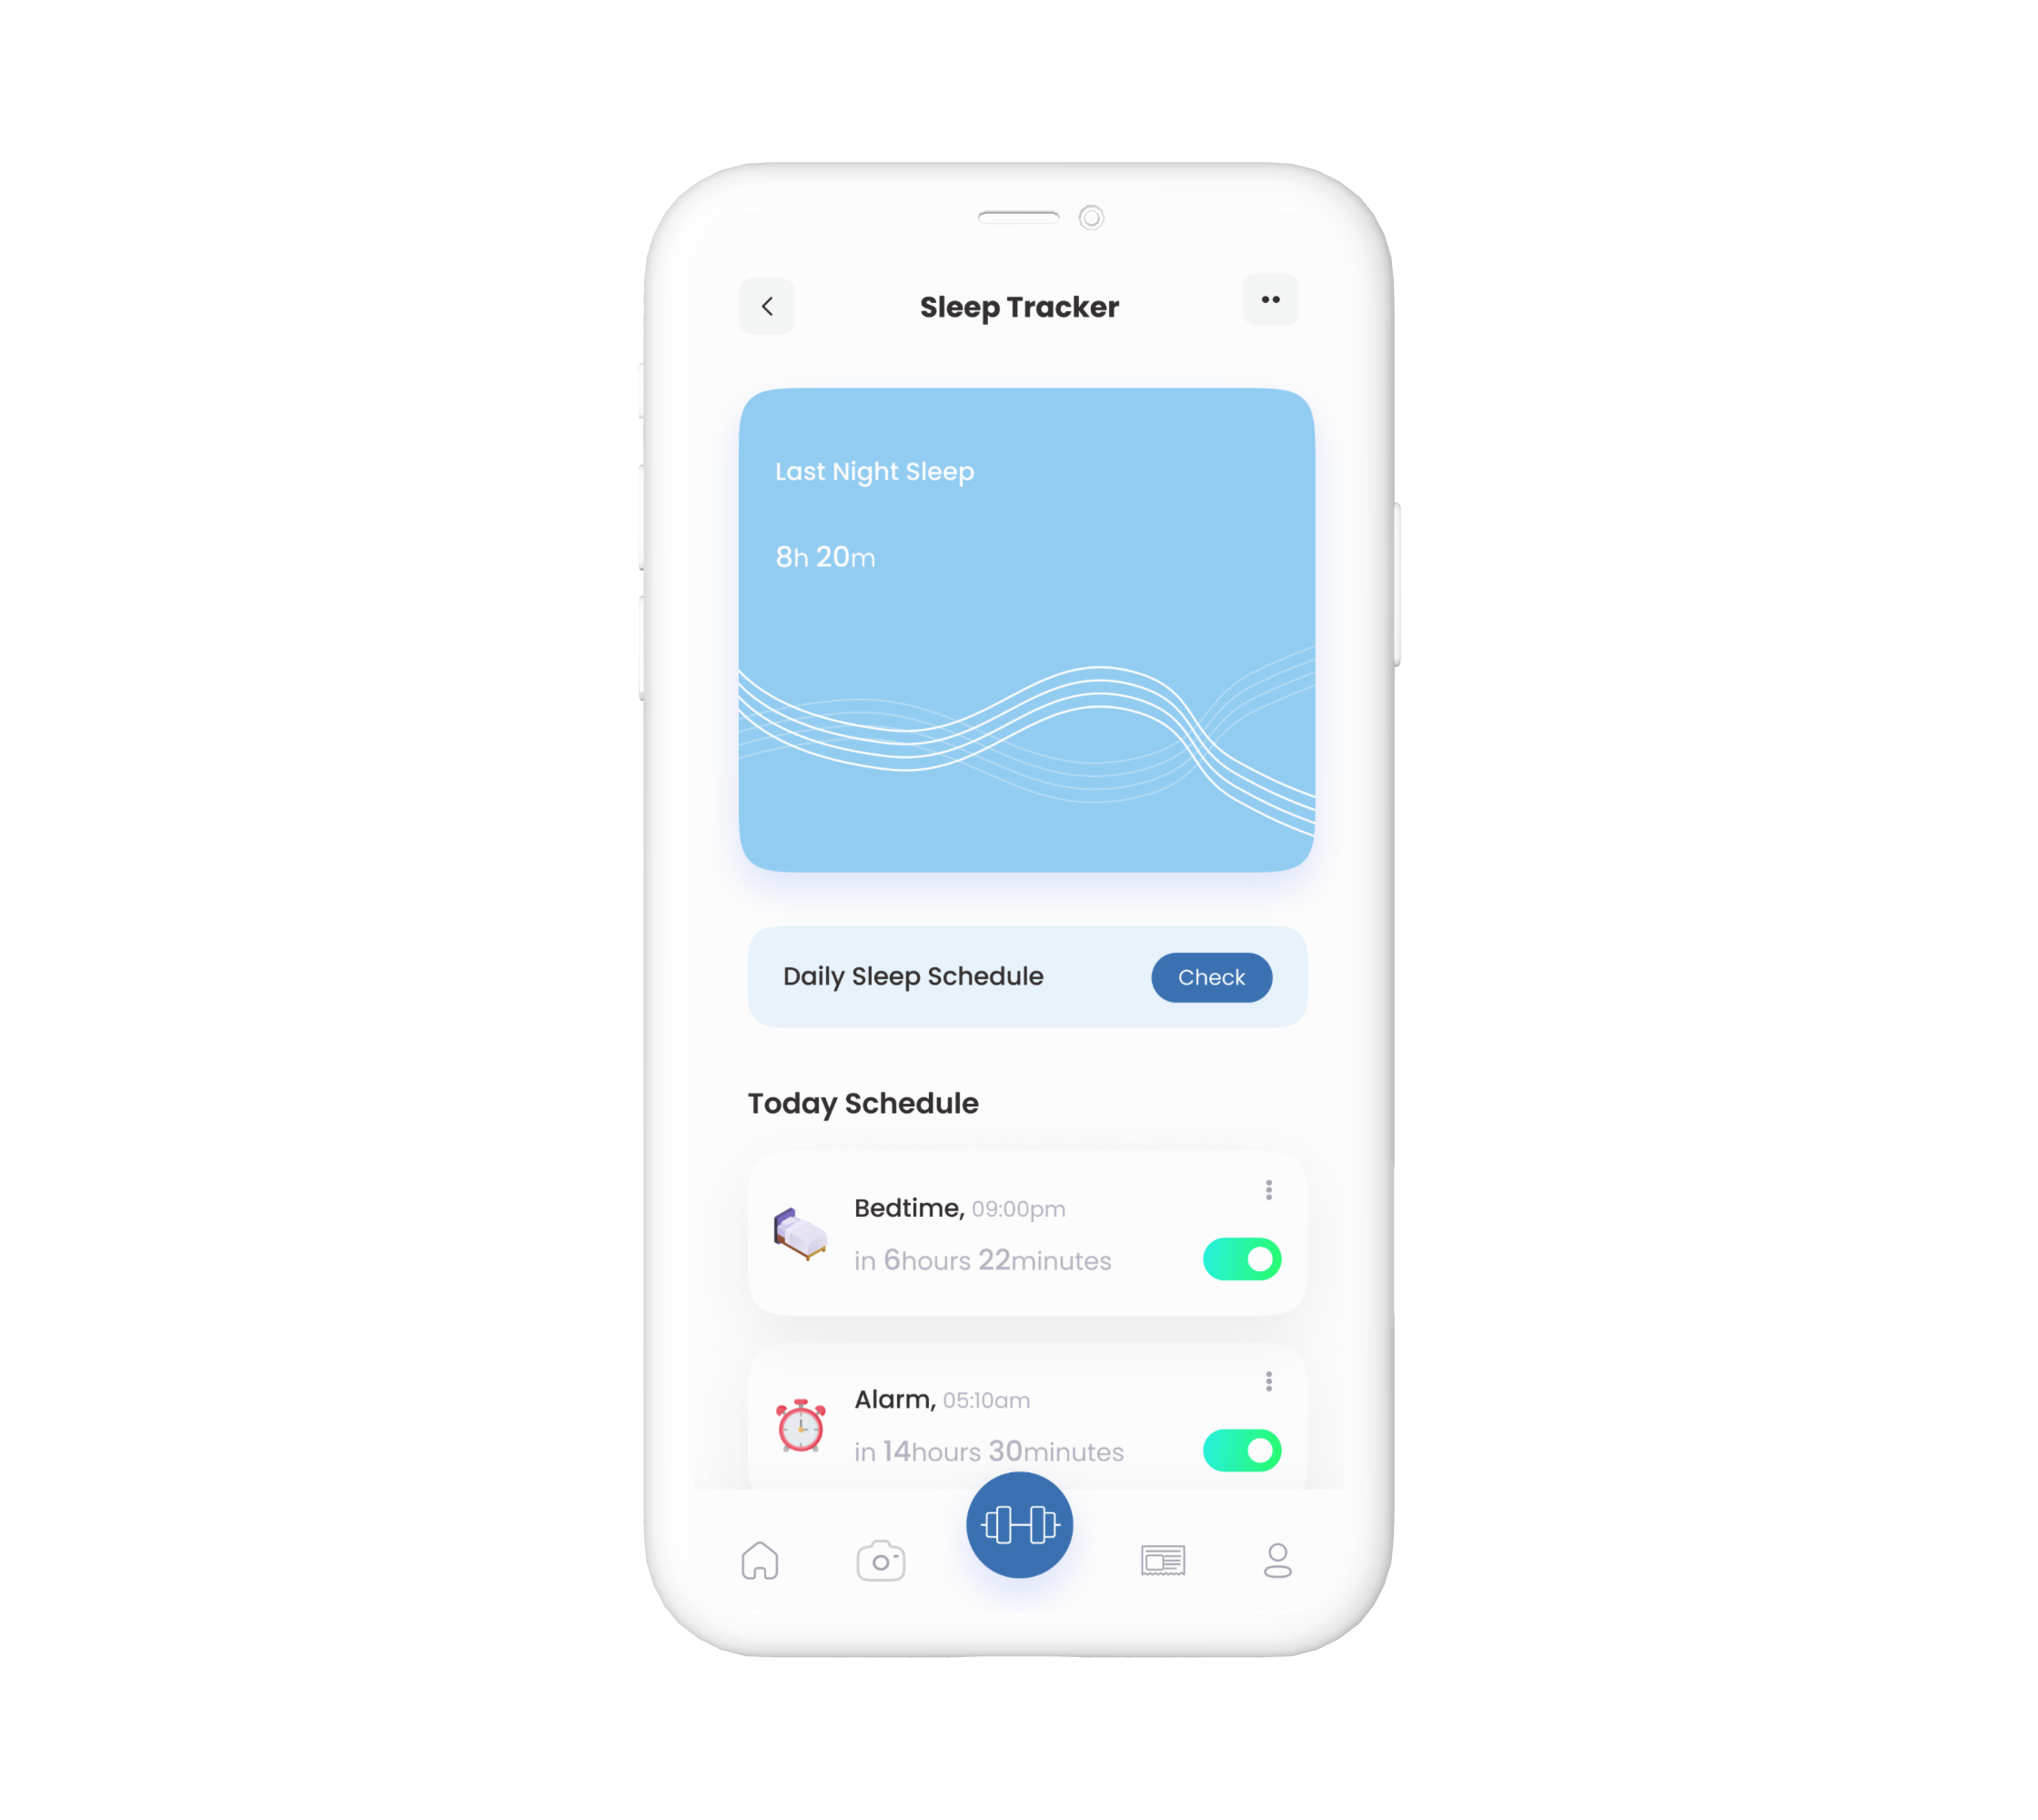 Sleep Tracker
Last Night Sleep
8h 20m
Daily Sleep Schedule
Check
Today Schedule
Bedtime, 09:00pm
in 6hours 22minutes
Alarm, 05:10am
in 14hours 30minutes